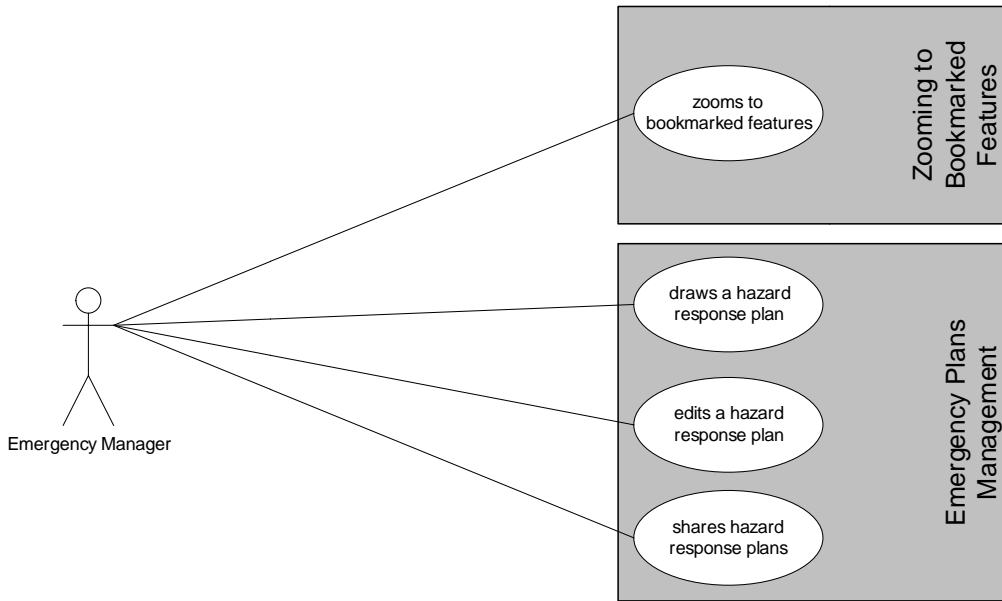 zooms to
bookmarked features
Zooming to
Bookmarked
Features
draws a hazard
response plan
edits a hazard
response plan
shares hazard
response plans
Emergency Plans
Management
Emergency Manager